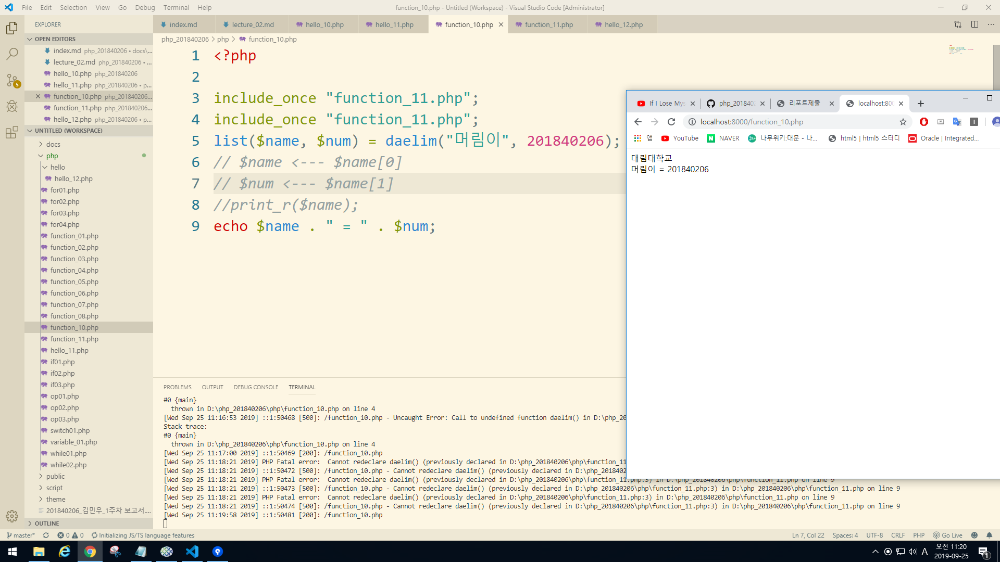 File Edit Selection View Go Debug Terminal Help
function_10.php - Untitled (Workspace) - Visual Studio Code [Administrator]
EXPLORER
index.md
lecture_02.md
hello_10.php
hello_11.php
function_10.php
function_11.php
hello_12.php
OPEN EDITORS
index.md php_201840206 • docs\...
lecture_02.md php_201840206 • ...
hello_10.php php_201840206
hello_11.php php_201840206 • p...
function_10.php php_201840206...
function_11.php php_201840206...
hello_12.php php_201840206 • p...
UNTITLED (WORKSPACE)
docs
php
hello
hello_12.php
for01.php
for02.php
for03.php
for04.php
function_01.php
function_02.php
function_03.php
function_04.php
function_05.php
function_06.php
function_07.php
function_08.php
function_10.php
function_11.php
hello_11.php
if01.php
if02.php
if03.php
op01.php
op02.php
op03.php
switch01.php
variable_01.php
while01.php
while02.php
public
script
theme
201840206_김민우_1주차 보고서....
OUTLINE
php_201840206 > php > function_10.php
1 <?php
2
3 include_once "function_11.php";
4 include_once "function_11.php";
5 list($name, $num) = daelim("머림이", 201840206);
6 // $name <--- $name[0]
7 // $num <--- $name[1]
8 //print_r($name);
9 echo $name . " = " . $num;
If I Lose Mys
php_201840
리포트제출
localhost:800
localhost:8000/function_10.php
앱 YouTube NAVER 나무위키:대문 - 나... html5 | html5 스터디 Oracle | Integrated...
대림대학교
머림이 = 201840206
PROBLEMS OUTPUT DEBUG CONSOLE TERMINAL
#0 {main}
thrown in D:\php_201840206\php\function_10.php on line 4
[Wed Sep 25 11:16:53 2019] ::1:50468 [500]: /function_10.php - Uncaught Error: Call to undefined function daelim() in D:\php_20
Stack trace:
#0 {main}
thrown in D:\php_201840206\php\function_10.php on line 4
[Wed Sep 25 11:17:00 2019] ::1:50469 [200]: /function_10.php
[Wed Sep 25 11:18:21 2019] PHP Fatal error:  Cannot redeclare daelim() (previously declared in D:\php_201840206\php\function_11
[Wed Sep 25 11:18:21 2019] ::1:50472 [500]: /function_10.php - Cannot redeclare daelim() (previously declared in D:\php_2018402
[Wed Sep 25 11:18:21 2019] PHP Fatal error:  Cannot redeclare daelim() (previously declared in D:\php_201840206\php\function_11.php:3) in D:\php_201840206\php\function_11.php on line 9
[Wed Sep 25 11:18:21 2019] ::1:50473 [500]: /function_10.php - Cannot redeclare daelim() (previously declared in D:\php_201840206\php\function_11.php:3) in D:\php_201840206\php\function_11.php on line 9
[Wed Sep 25 11:18:21 2019] PHP Fatal error:  Cannot redeclare daelim() (previously declared in D:\php_201840206\php\function_11.php:3) in D:\php_201840206\php\function_11.php on line 9
[Wed Sep 25 11:18:21 2019] ::1:50474 [500]: /function_10.php - Cannot redeclare daelim() (previously declared in D:\php_201840206\php\function_11.php:3) in D:\php_201840206\php\function_11.php on line 9
[Wed Sep 25 11:19:58 2019] ::1:50481 [200]: /function_10.php
master* 0 0 Initializing JS/TS language features
Ln 7, Col 22 Spaces: 4 UTF-8 CRLF PHP Go Live
5
A
오전 11:20
2019-09-25
1